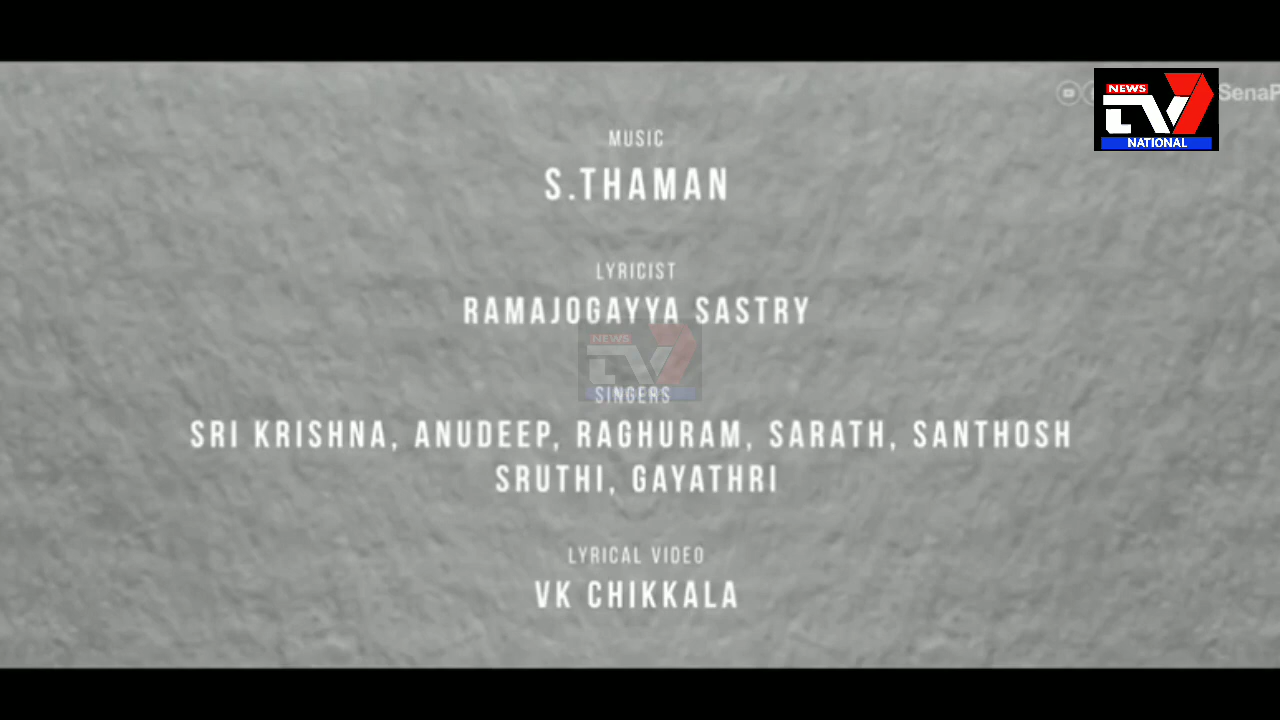 SenaP
NEWS
TV7
NATIONAL
MUSIC
S.THAMAN
LYRICIST
RAMAJOGAYYA SASTRY
NEWS
TV7
SINGERS
SRI KRISHNA, ANUDEEP, RAGHURAM, SARATH, SANTHOSH
SRUTHI, GAYATHRI
LYRICAL VIDEO
VK CHIKKALA